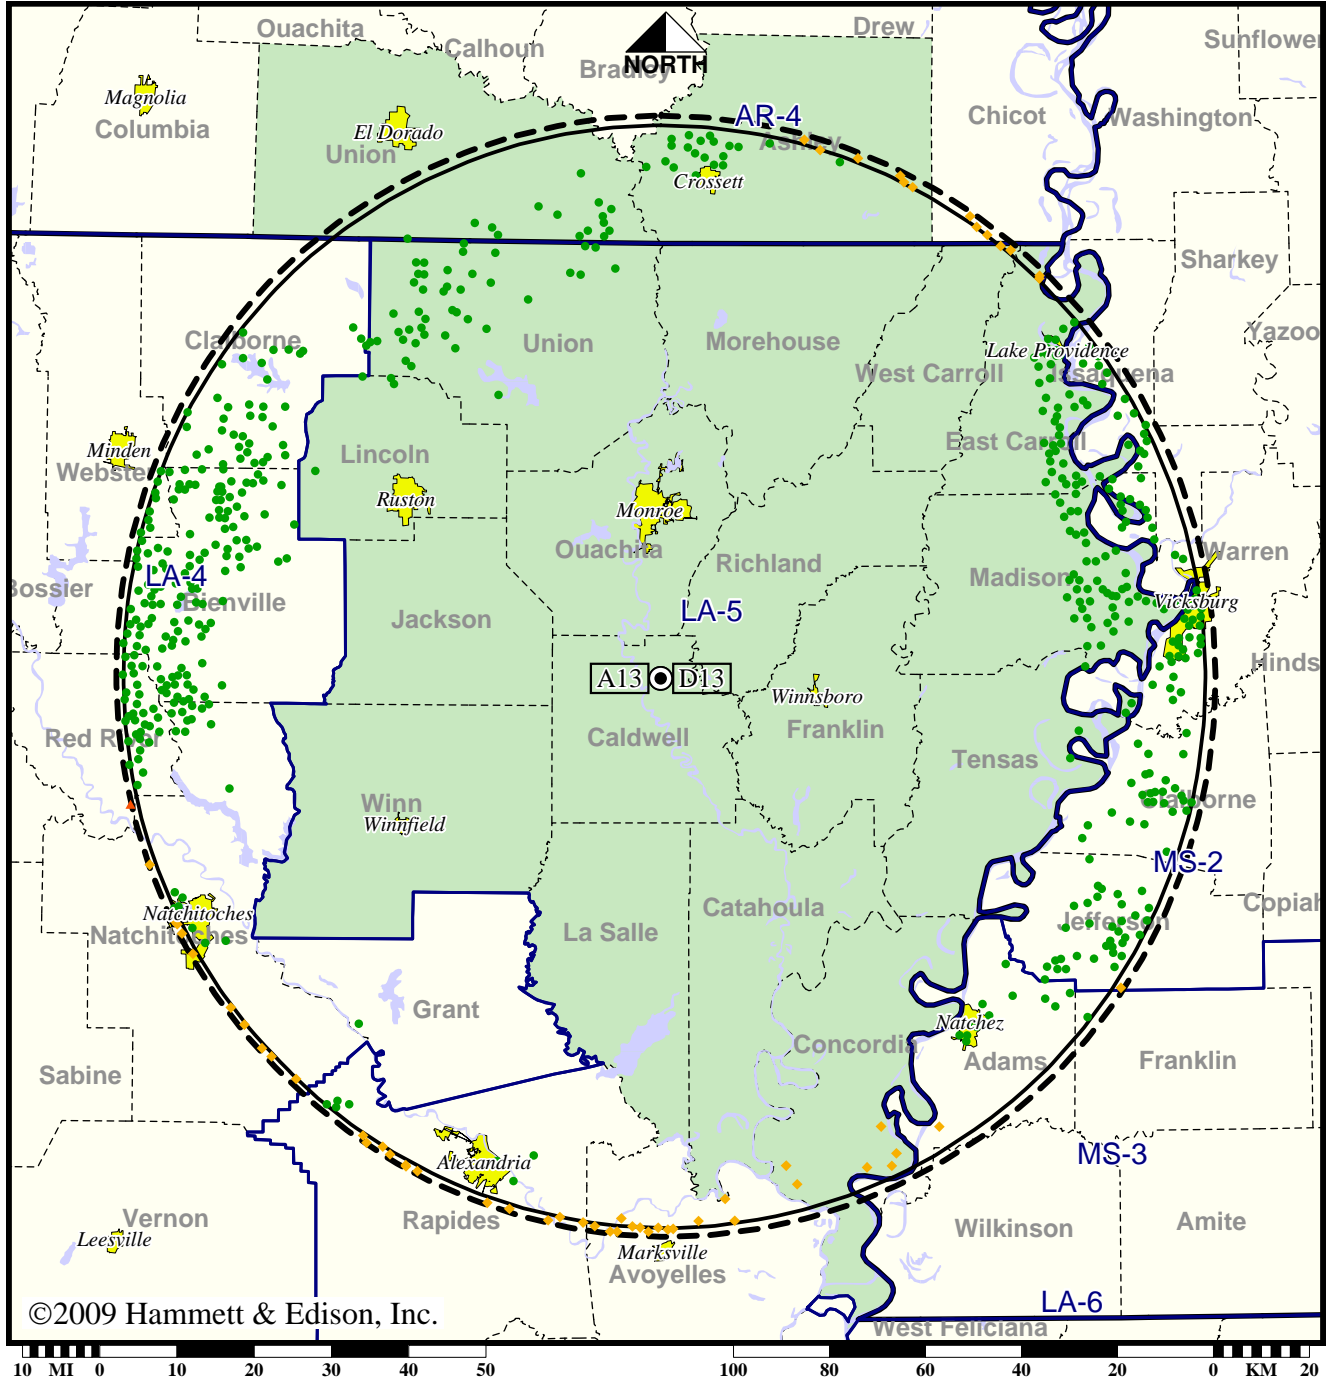 Ouachita
Drew
Calhoun
Sunflower
Bradley
NORTH
Magnolia
Columbia
AR-4
Chicot
Washington
El Dorado
Union
Ashley
Crossett
Sharkey
Claiborne
Union
Morehouse
Yazoo
Lake Providence
West Carroll
Issaquena
Minden
Webster
Lincoln
East Carroll
Ruston
Monroe
Ouachita
Richland
Warren
Bossier
LA-4
Bienville
Madison
Vicksburg
Jackson
LA-5
Hinds
A13
D13
Winnsboro
Red River
Caldwell
Franklin
Tensas
Winn
Winnfield
Claiborne
MS-2
Natchitoches
Natchitoches
La Salle
Catahoula
Jefferson
Copiah
Grant
Natchez
Concordia
Adams
Franklin
Sabine
Alexandria
MS-3
Vernon
Leesville
Rapides
Marksville
Avoyelles
Wilkinson
Amite
LA-6
©2009 Hammett & Edison, Inc.
West Feliciana
10 MI 0 10 20 30 40 50 100 80 60 40 20 0 KM 20